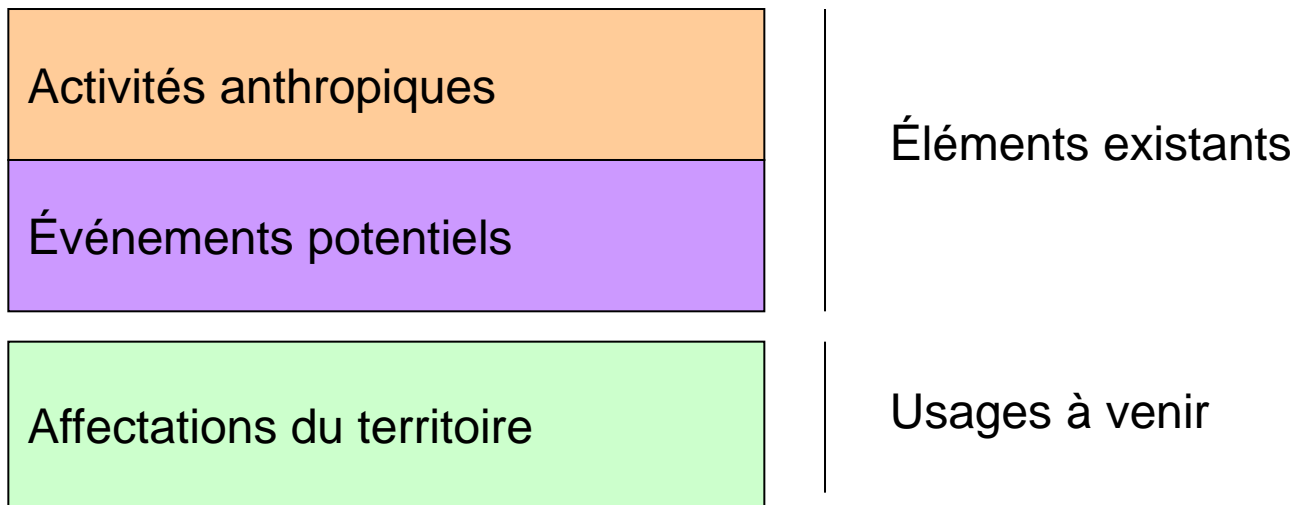 Activités anthropiques
Éléments existants
Événements potentiels
Affectations du territoire
Usages à venir